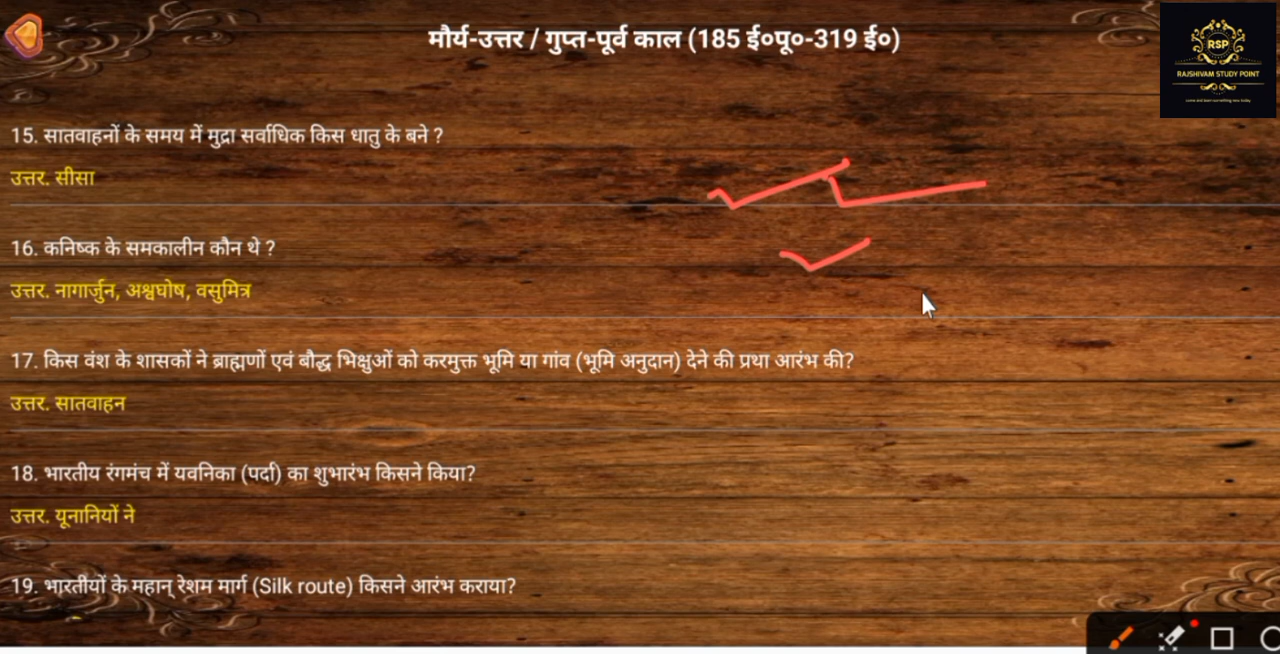 मौर्य-उत्तर / गुप्त-पूर्व काल (185 ई०पू०-319 ई०)
RSP
RAJSHIVAM STUDY POINT
15. सातवाहनों के समय में मुद्रा सर्वाधिक किस धातु के बने ?
उत्तर. सीसा
16. कनिष्क के समकालीन कौन थे ?
उत्तर. नागार्जुन, अश्वघोष, वसुमित्र
17. किस वंश के शासकों ने ब्राह्मणों एवं बौद्ध भिक्षुओं को करमुक्त भूमि या गांव (भूमि अनुदान) देने की प्रथा आरंभ की?
उत्तर. सातवाहन
18. भारतीय रंगमंच में यवनिका (पर्दा) का शुभारंभ किसने किया?
उत्तर. यूनानियों ने
19. भारतीयों के महान् रेशम मार्ग (Silk route) किसने आरंभ कराया?